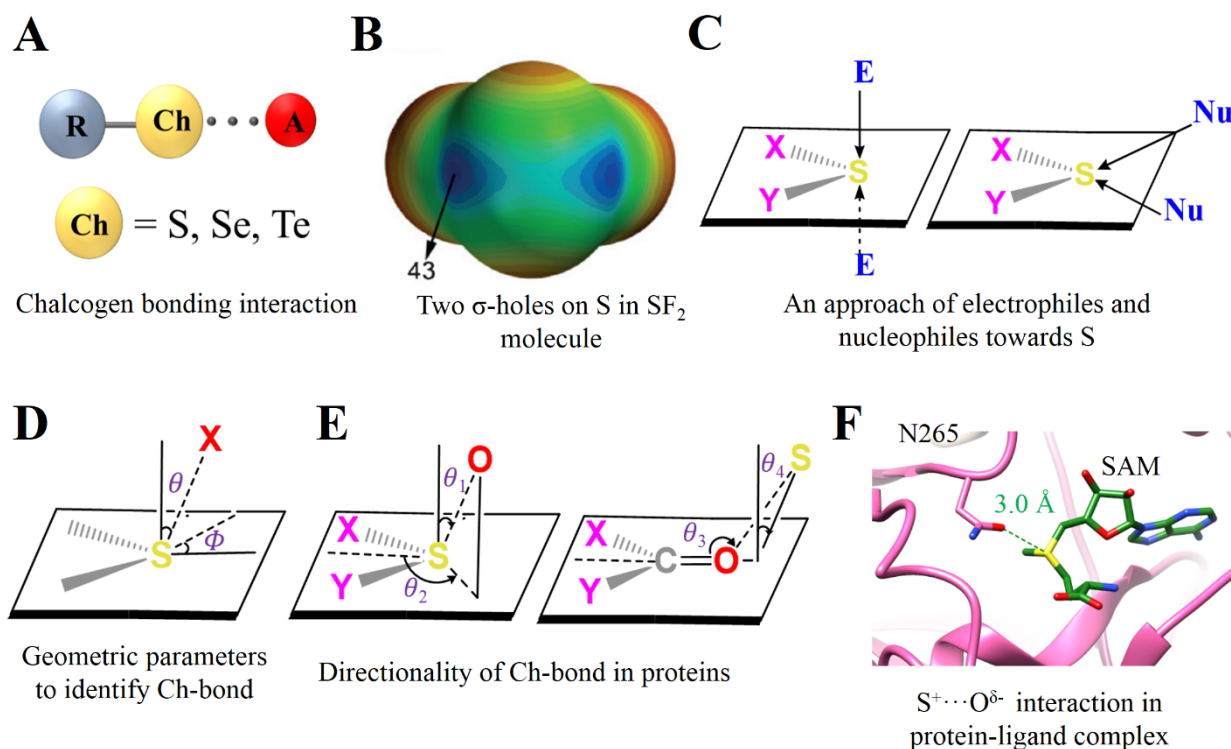 A
R Ch A
Ch = S, Se, Te
Chalcogen bonding interaction
B
43
Two σ-holes on S in SF₂
molecule
C
E
X
S
Y
E
Nu
X
S
Y
Nu
An approach of electrophiles and
nucleophiles towards S
D
X
θ
S Φ
Geometric parameters
to identify Ch-bond
E
O
θ₁
X
S
Y
θ₂
S
θ₄
θ₃
X
C O
Y
Directionality of Ch-bond in proteins
F
N265
SAM
3.0 Å
S⁺···Oᵟ⁻ interaction in
protein-ligand complex